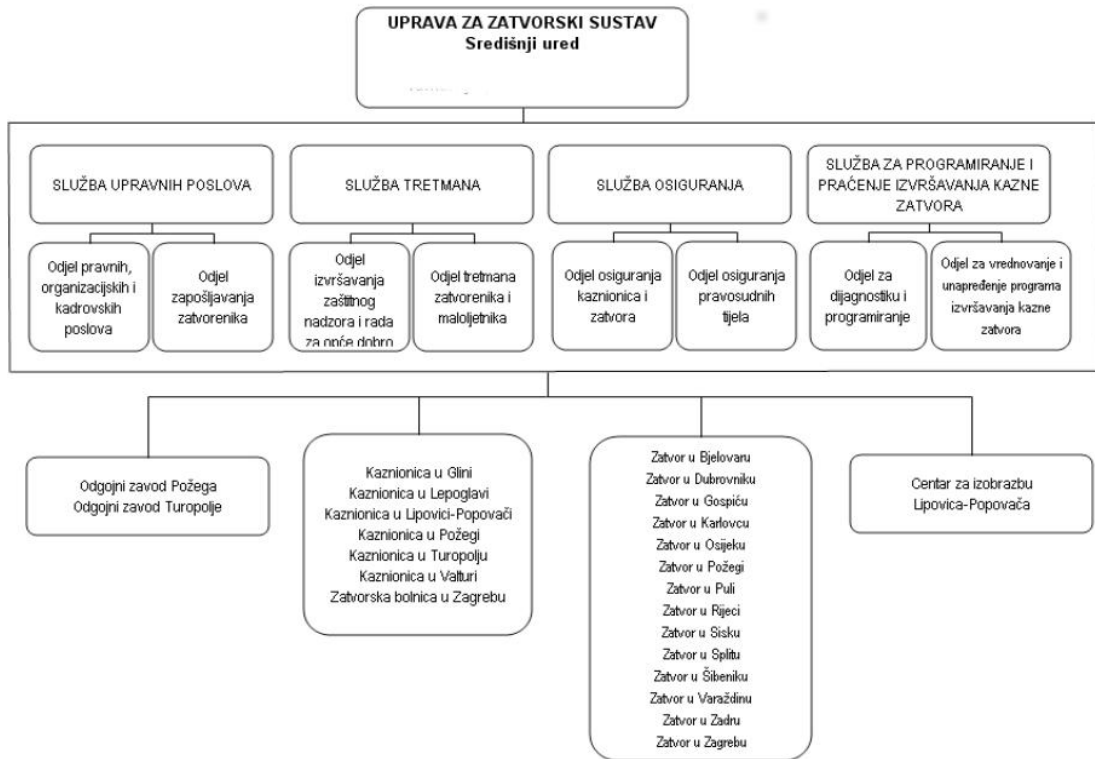 UPRAVA ZA ZATVORSKI SUSTAV
Središnji ured
SLUŽBA UPRAVNIH POSLOVA
SLUŽBA TRETMANA
SLUŽBA OSIGURANJA
SLUŽBA ZA PROGRAMIRANJE I
PRAĆENJE IZVRŠAVANJA KAZNE
ZATVORA
Odjel pravnih,
organizacijskih i
kadrovskih
poslova
Odjel
zapošljavanja
zatvorenika
Odjel
izvršavanja
zaštitnog
nadzora i rada
za opće dobro
Odjel tretmana
zatvorenika i
maloljetnika
Odjel osiguranja
kaznionica i
zatvora
Odjel osiguranja
pravosudnih
tijela
Odjel za
dijagnostiku i
programiranje
Odjel za vrednovanje i
unapređenje programa
izvršavanja kazne
zatvora
Odgojni zavod Požega
Odgojni zavod Turopolje
Kaznionica u Glini
Kaznionica u Lepoglavi
Kaznionica u Lipovici-Popovači
Kaznionica u Požegi
Kaznionica u Turopolju
Kaznionica u Valturi
Zatvorska bolnica u Zagrebu
Zatvor u Bjelovaru
Zatvor u Dubrovniku
Zatvor u Gospiću
Zatvor u Karlovcu
Zatvor u Osijeku
Zatvor u Požegi
Zatvor u Puli
Zatvor u Rijeci
Zatvor u Sisku
Zatvor u Splitu
Zatvor u Šibeniku
Zatvor u Varaždinu
Zatvor u Zadru
Zatvor u Zagrebu
Centar za izobrazbu
Lipovica-Popovača